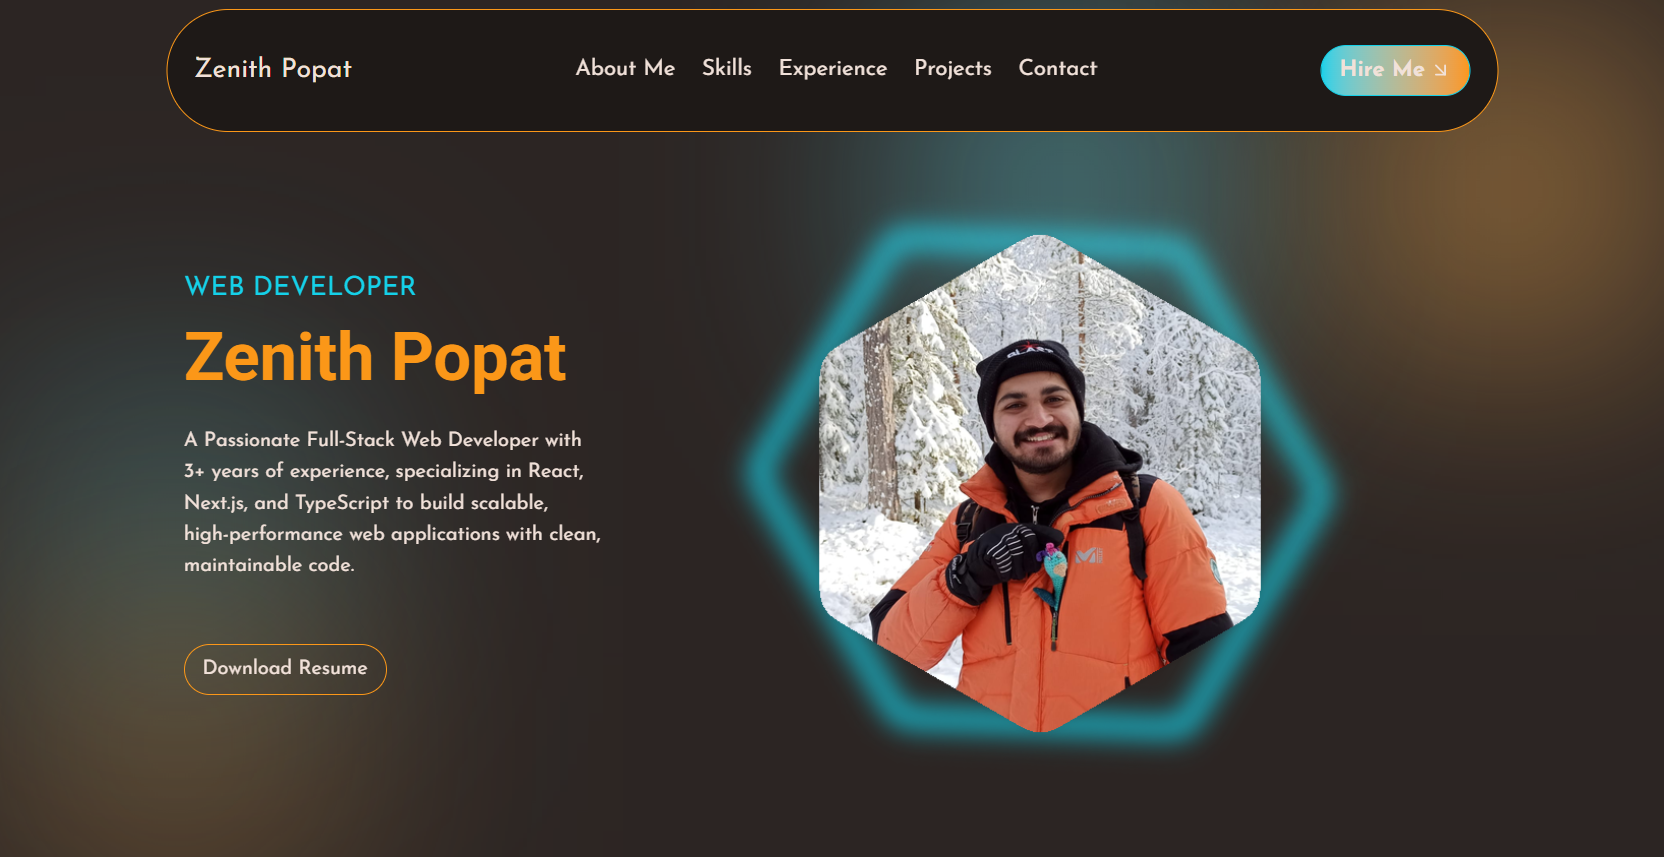 Zenith Popat
About Me Skills Experience Projects Contact
Hire Me
WEB DEVELOPER
Zenith Popat
A Passionate Full-Stack Web Developer with
3+ years of experience, specializing in React,
Next.js, and TypeScript to build scalable,
high-performance web applications with clean,
maintainable code.
Download Resume